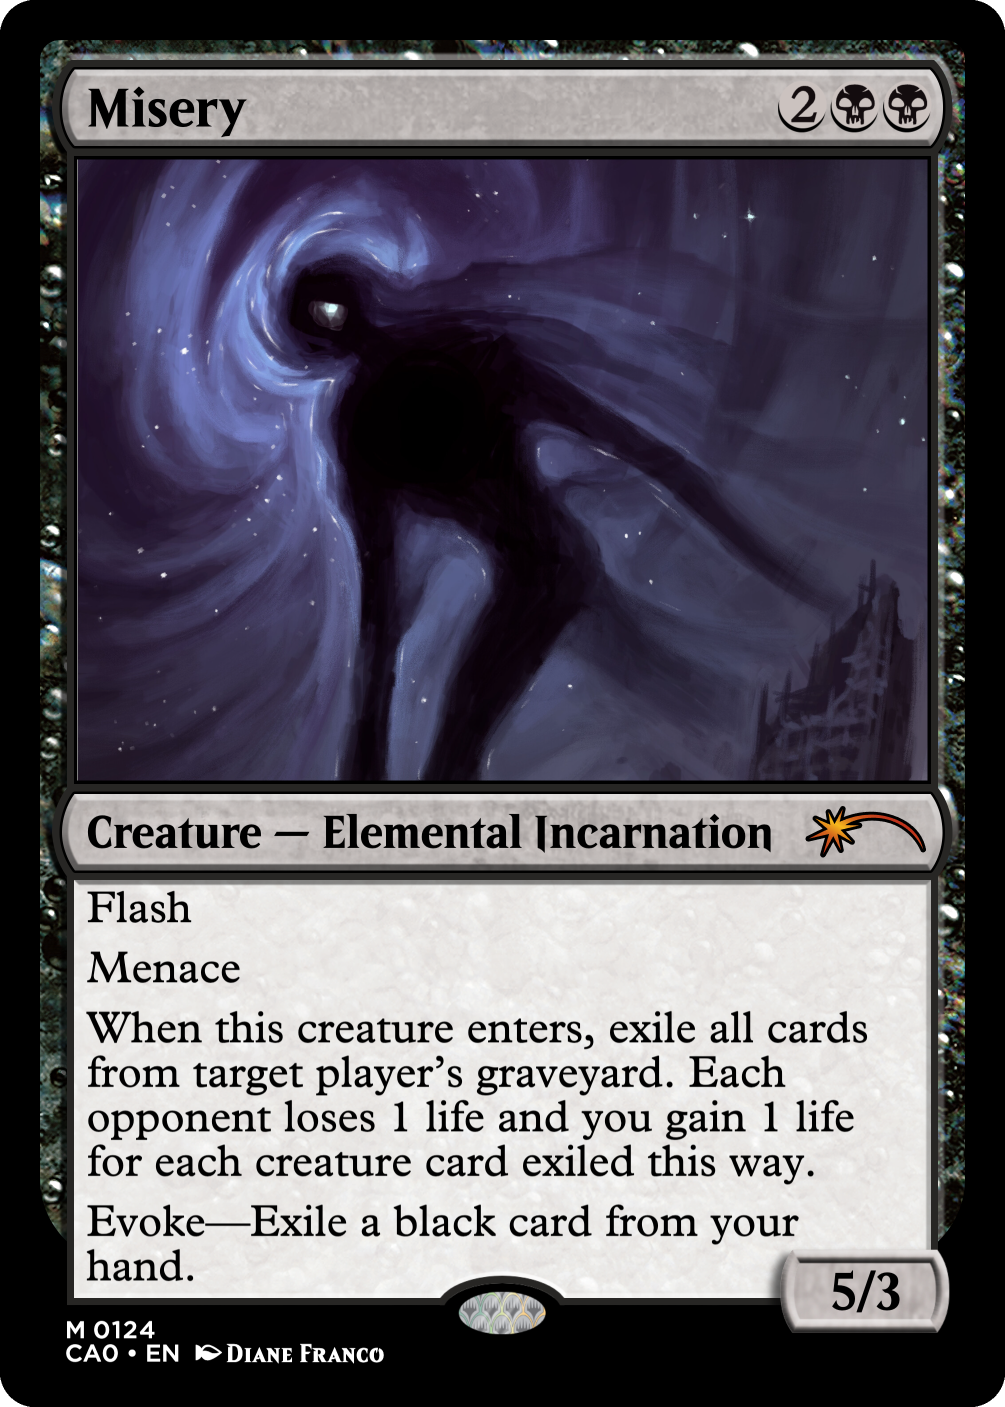 Misery 2
Creature — Elemental Incarnation
Flash
Menace
When this creature enters, exile all cards
from target player’s graveyard. Each
opponent loses 1 life and you gain 1 life
for each creature card exiled this way.
Evoke—Exile a black card from your
hand.
5/3
M 0124
CAO • EN DIANE FRANCO